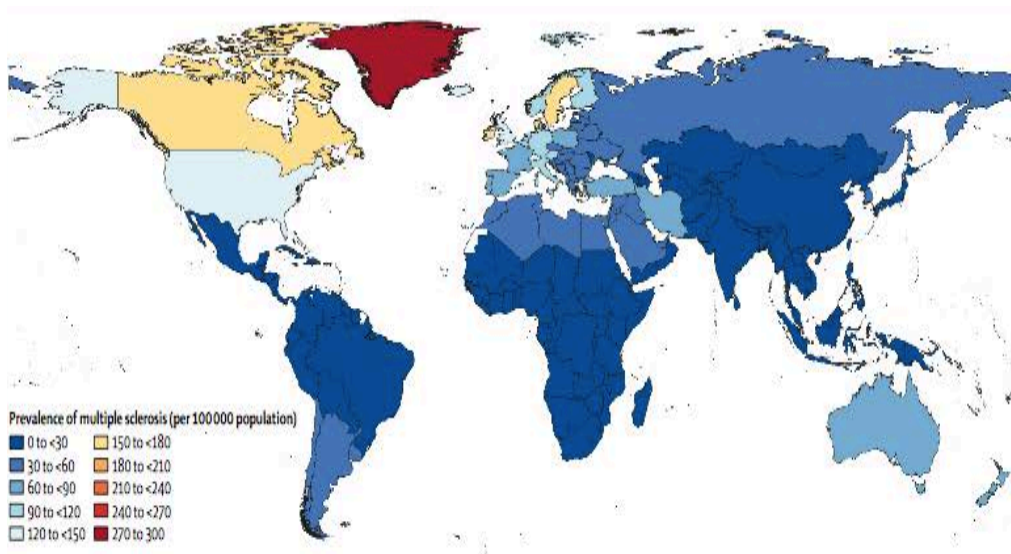 Prevalence of multiple sclerosis (per 100 000 population)
0 to <30
30 to <60
60 to <90
90 to <120
120 to <150
150 to <180
180 to <210
210 to <240
240 to <270
270 to 300